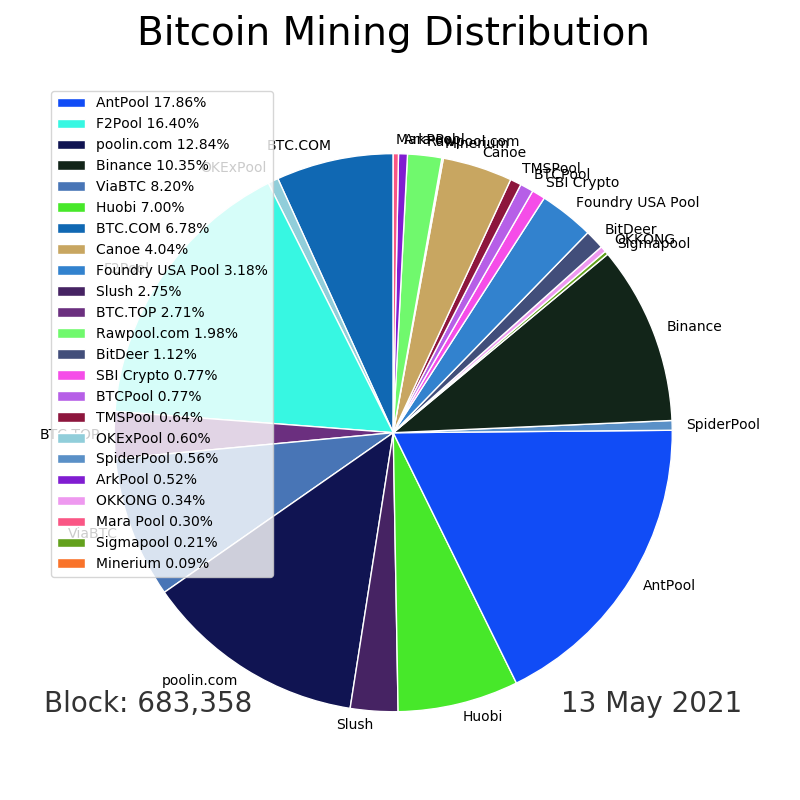 Bitcoin Mining Distribution
AntPool 17.86%
F2Pool 16.40%
poolin.com 12.84%
Binance 10.35%
ViaBTC 8.20%
Huobi 7.00%
BTC.COM 6.78%
Canoe 4.04%
Foundry USA Pool 3.18%
Slush 2.75%
BTC.TOP 2.71%
Rawpool.com 1.98%
BitDeer 1.12%
SBI Crypto 0.77%
BTCPool 0.77%
TMSPool 0.64%
OKExPool 0.60%
SpiderPool 0.56%
ArkPool 0.52%
OKKONG 0.34%
Mara Pool 0.30%
Sigmapool 0.21%
Minerium 0.09%
Mara Pool
ArkPool
Rawpool.com
Minerium
Canoe
TMSPool
BTCPool
SBI Crypto
Foundry USA Pool
BitDeer
OKKONG
Sigmapool
Binance
SpiderPool
AntPool
Huobi
Slush
poolin.com
ViaBTC
BTC.TOP
F2Pool
OKExPool
BTC.COM
Block: 683,358
13 May 2021